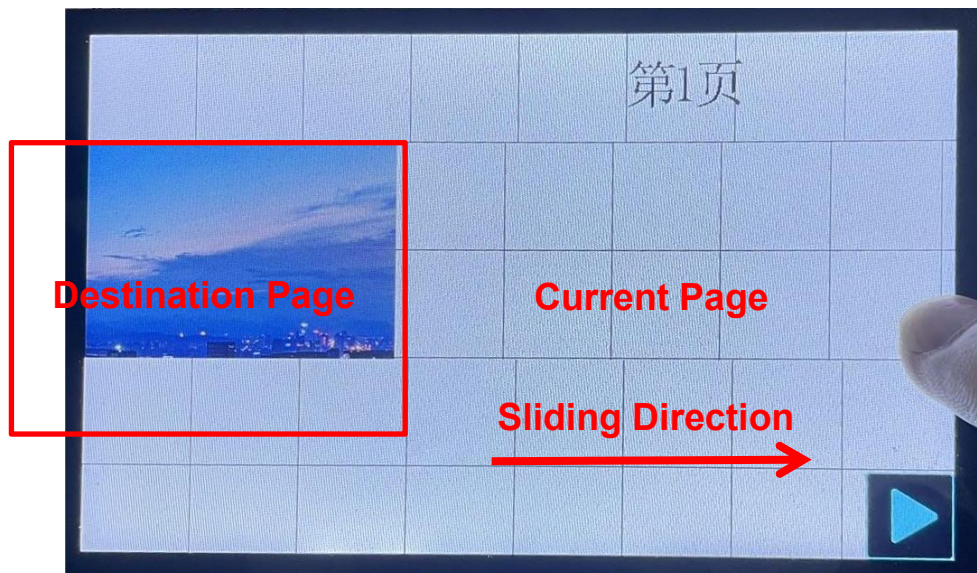 第1页
Destination Page
Current Page
Sliding Direction